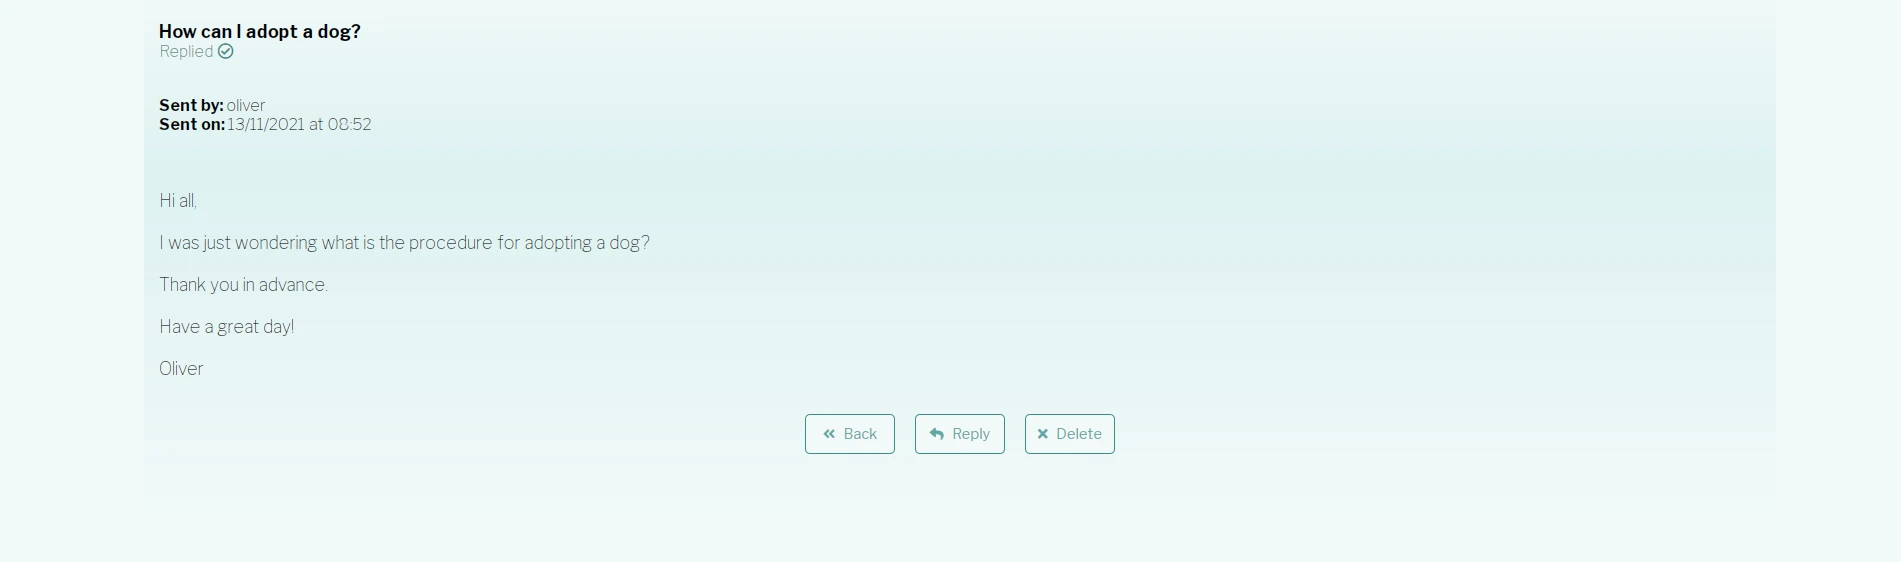 How can I adopt a dog?
Replied
Sent by: oliver
Sent on: 13/11/2021 at 08:52
Hi all,
I was just wondering what is the procedure for adopting a dog?
Thank you in advance.
Have a great day!
Oliver
Back Reply Delete